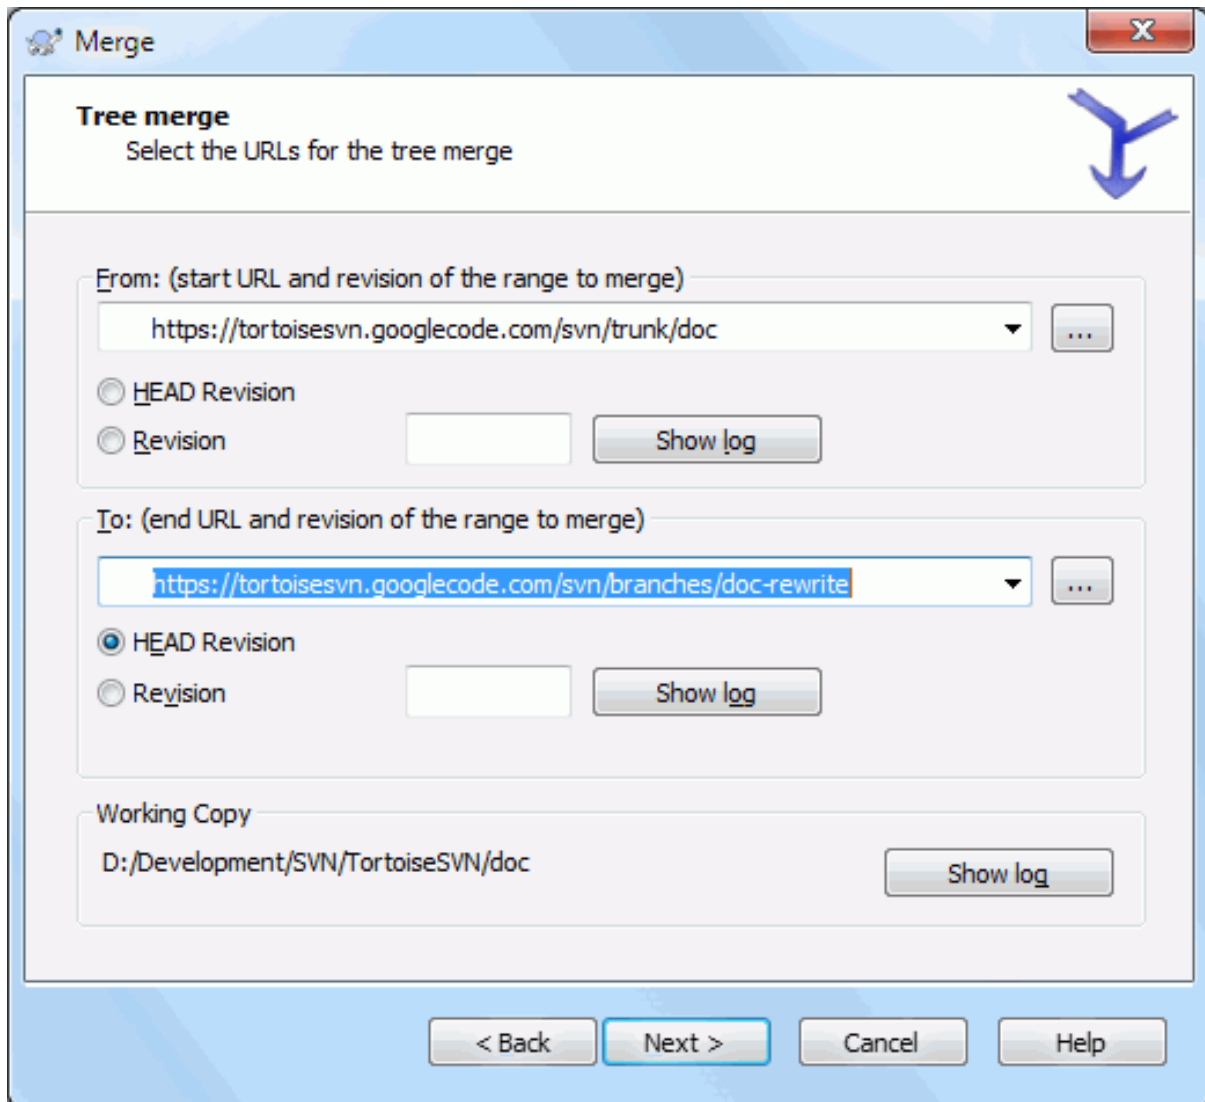 Merge
Tree merge
Select the URLs for the tree merge
From: (start URL and revision of the range to merge)
https://tortoisesvn.googlecode.com/svn/trunk/doc
...
HEAD Revision
Revision
Show log
To: (end URL and revision of the range to merge)
https://tortoisesvn.googlecode.com/svn/branches/doc-rewrite
...
HEAD Revision
Revision
Show log
Working Copy
D:/Development/SVN/TortoiseSVN/doc
Show log
< Back
Next >
Cancel
Help